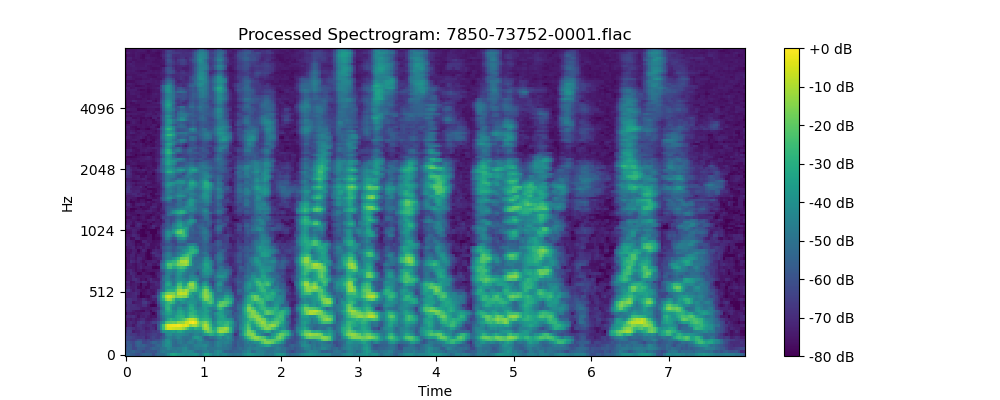 Processed Spectrogram: 7850-73752-0001.flac
Hz
4096
2048
1024
512
0
0 1 2 3 4 5 6 7
Time
+0 dB
-10 dB
-20 dB
-30 dB
-40 dB
-50 dB
-60 dB
-70 dB
-80 dB